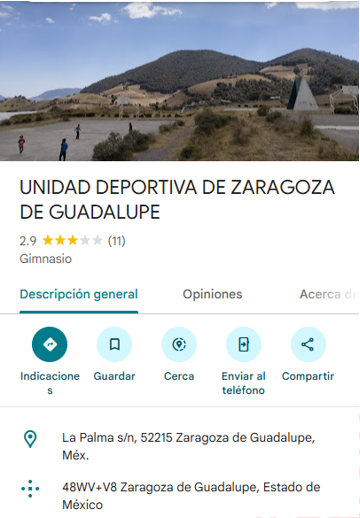 UNIDAD DEPORTIVA DE ZARAGOZA
DE GUADALUPE
2.9 (11)
Gimnasio
Descripción general
Opiniones
Acerca de
Indicacione
s
Guardar
Cerca
Enviar al
teléfono
Compartir
La Palma s/n, 52215 Zaragoza de Guadalupe,
Méx.
48WV+V8 Zaragoza de Guadalupe, Estado de
México